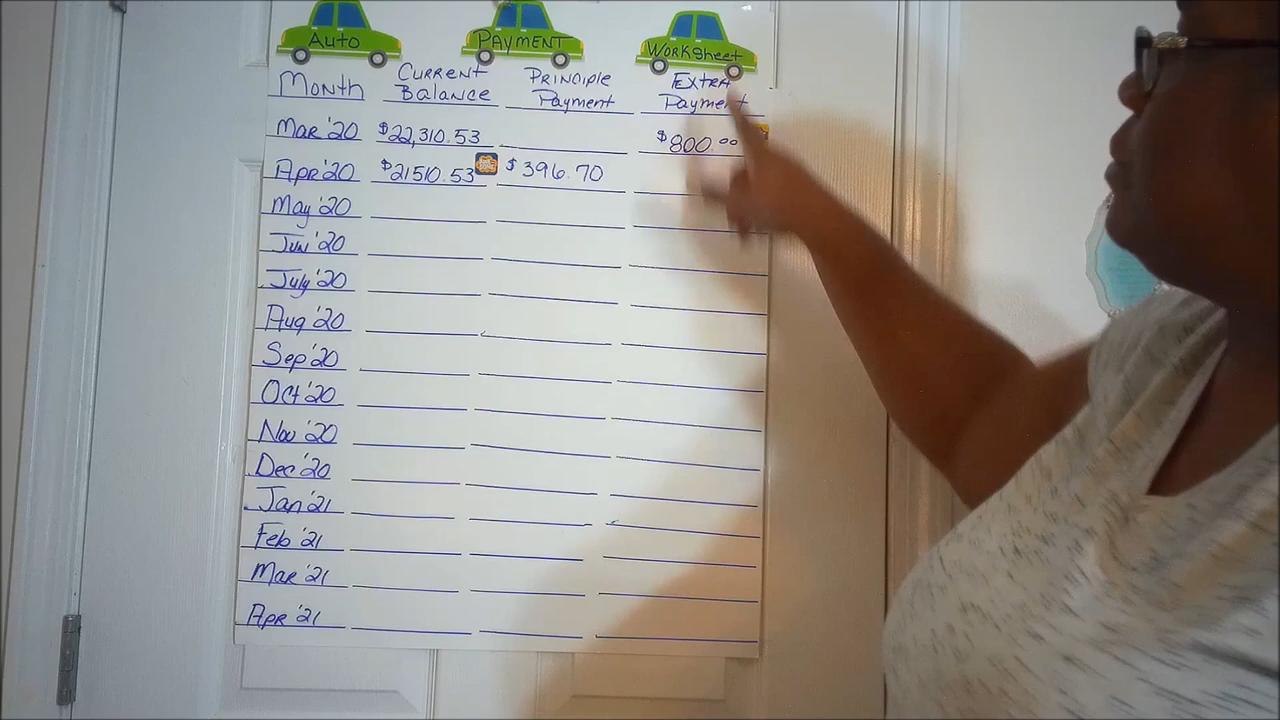 Auto PAYMENT Worksheet
Month CURRENT Balance PRINCIPLE Payment EXTRA Payment
Mar '20 $22,310.53 $800.00
Apr '20 $21510.53 $396.70
May '20
Jun '20
July '20
Aug '20
Sep '20
Oct '20
Nov '20
Dec '20
Jan '21
Feb '21
Mar '21
Apr '21